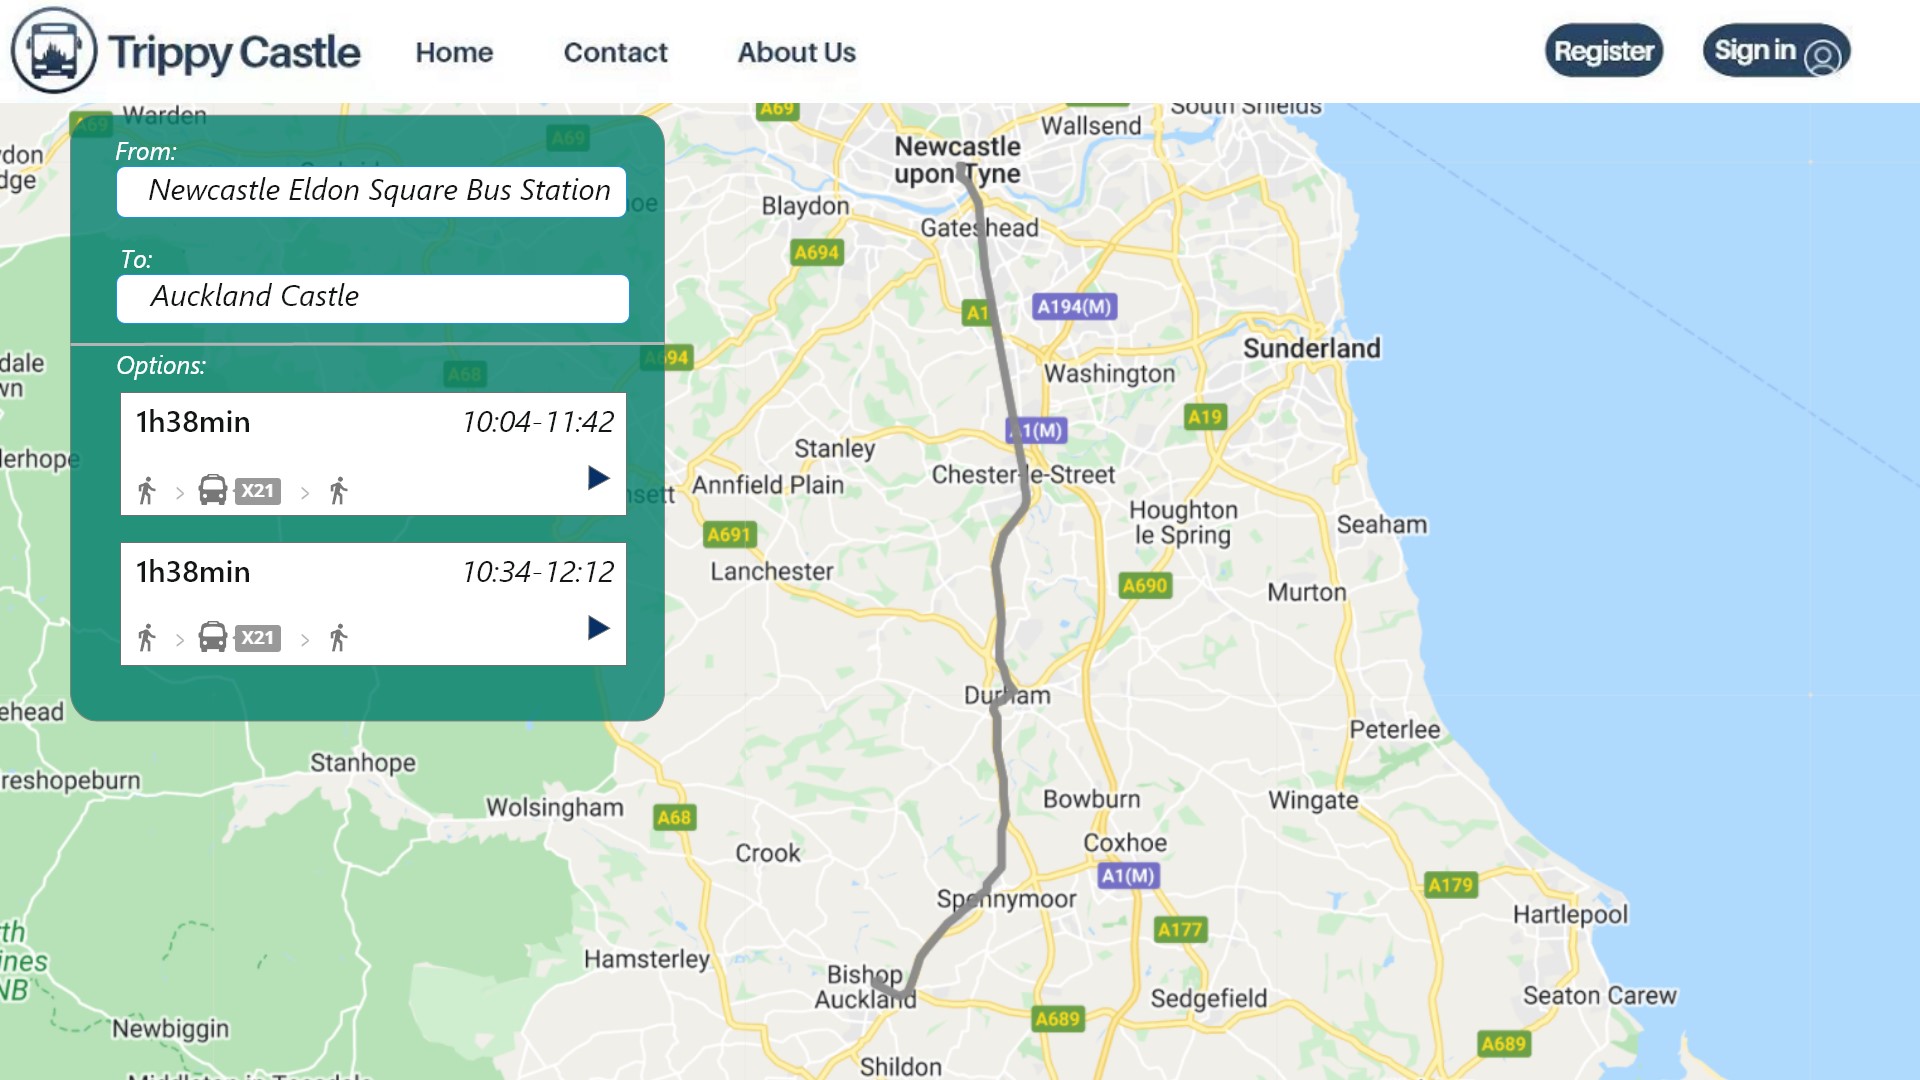 Trippy Castle
Home
Contact
About Us
Register
Sign in
From:
Newcastle Eldon Square Bus Station
To:
Auckland Castle
Options:
1h38min
10:04-11:42
X21
1h38min
10:34-12:12
X21
A69
Warden
A69
A69
South Shields
Wallsend
Newcastle
upon Tyne
Blaydon
Gateshead
A694
A1
A194(M)
A694
A68
Sunderland
Washington
A19
A1(M)
Stanley
Chester-le-Street
Annfield Plain
Houghton
le Spring
Seaham
A691
Lanchester
A690
Murton
Durham
Peterlee
Stanhope
Wolsingham
A68
Bowburn
Wingate
Crook
Coxhoe
A1(M)
Spennymoor
A179
Hartlepool
A177
Hamsterley
Bishop
Auckland
Sedgefield
Seaton Carew
A689
Newbiggin
A689
Shildon